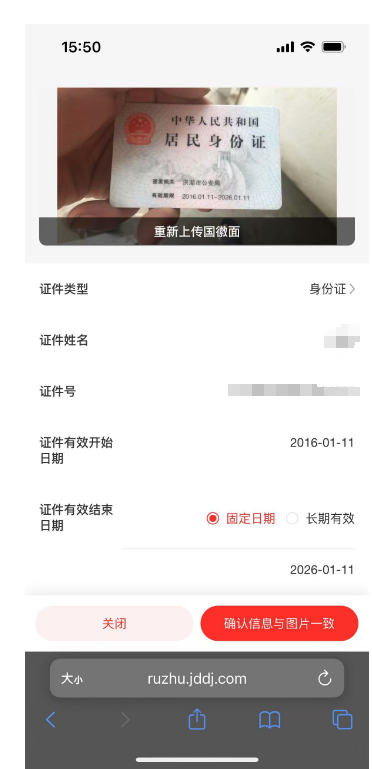 15:50
中华人民共和国
居民身份证
签发机关 洪湖市公安局
有效期限 2016.01.11-2026.01.11
重新上传国徽面
证件类型
身份证
证件姓名
证件号
证件有效开始
日期
2016-01-11
证件有效结束
日期
固定日期 长期有效
2026-01-11
关闭 确认信息与图片一致
大小 ruzhu.jddj.com